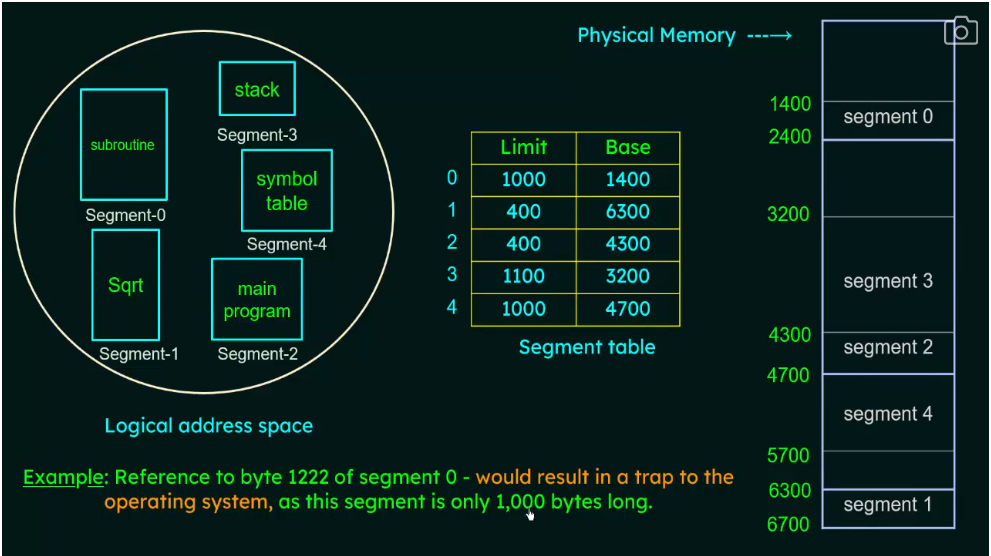 Physical Memory ---->
stack
Segment-3
subroutine
Segment-0
symbol
table
Segment-4
Sqrt
Segment-1
main
program
Segment-2
Logical address space
Limit Base
0 1000 1400
1 400 6300
2 400 4300
3 1100 3200
4 1000 4700
Segment table
1400
segment 0
2400
3200
segment 3
4300
segment 2
4700
segment 4
5700
6300
segment 1
6700
Example: Reference to byte 1222 of segment 0 - would result in a trap to the
operating system, as this segment is only 1,000 bytes long.